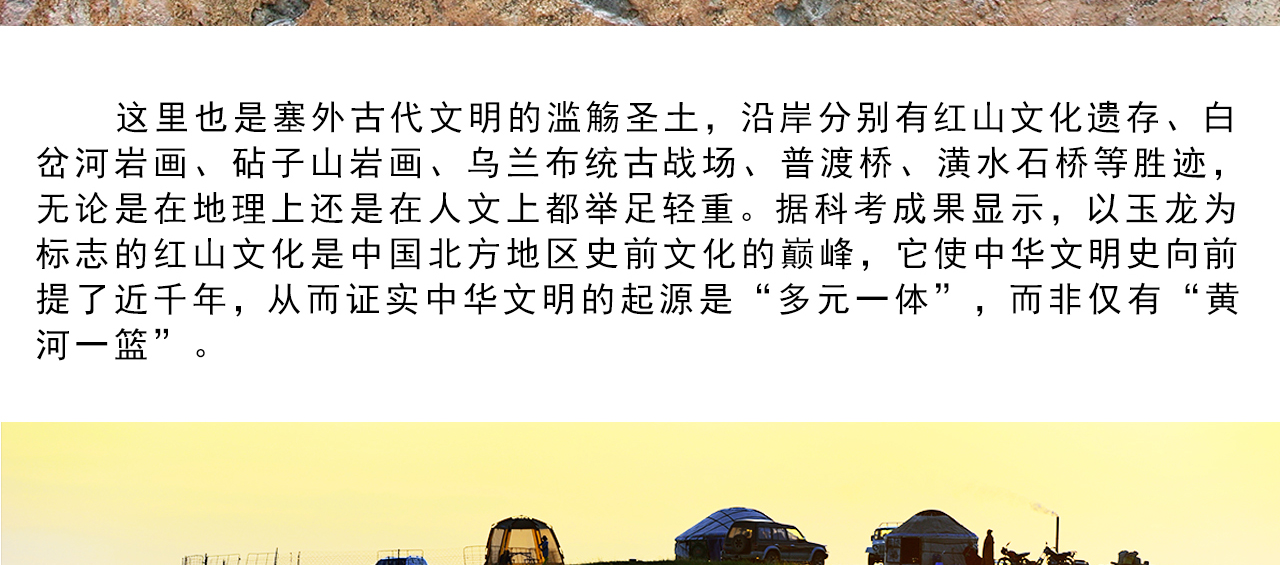 这里也是塞外古代文明的滥觞圣土，沿岸分别有红山文化遗存、白
岔河岩画、砧子山岩画、乌兰布统古战场、普渡桥、潢水石桥等胜迹，
无论是在地理上还是在人文上都举足轻重。据科考成果显示，以玉龙为
标志的红山文化是中国北方地区史前文化的巅峰，它使中华文明史向前
提了近千年，从而证实中华文明的起源是“多元一体”，而非仅有“黄
河一篮”。